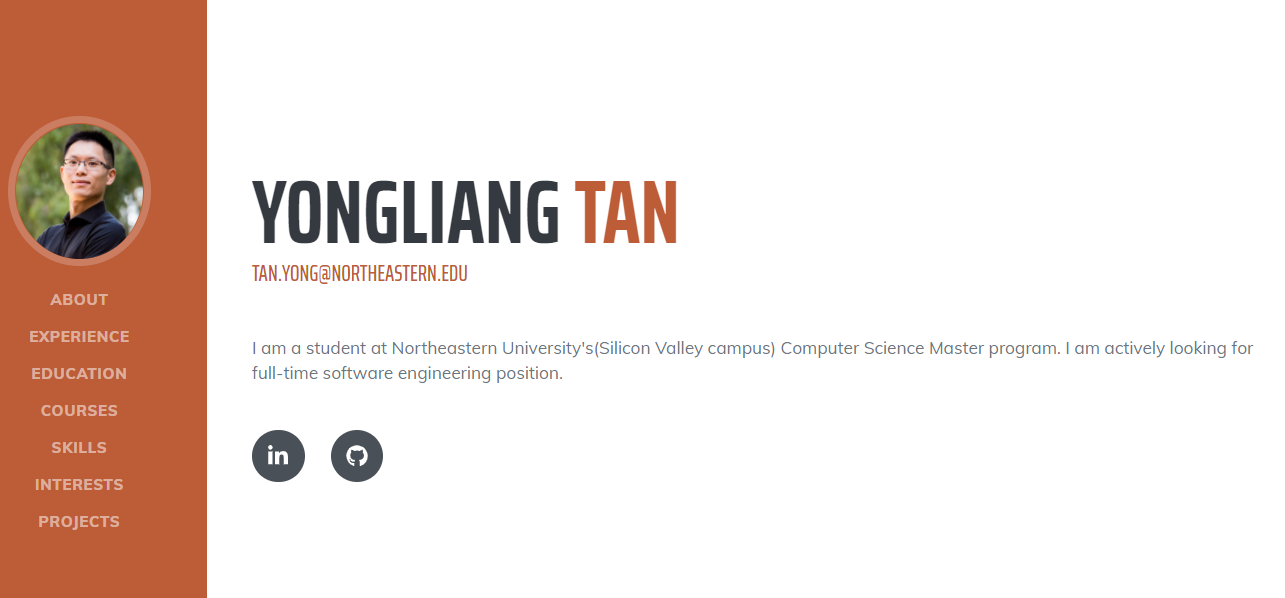 ABOUT
EXPERIENCE
EDUCATION
COURSES
SKILLS
INTERESTS
PROJECTS
YONGLIANG TAN
TAN.YONG@NORTHEASTERN.EDU
I am a student at Northeastern University's(Silicon Valley campus) Computer Science Master program. I am actively looking for
full-time software engineering position.
in